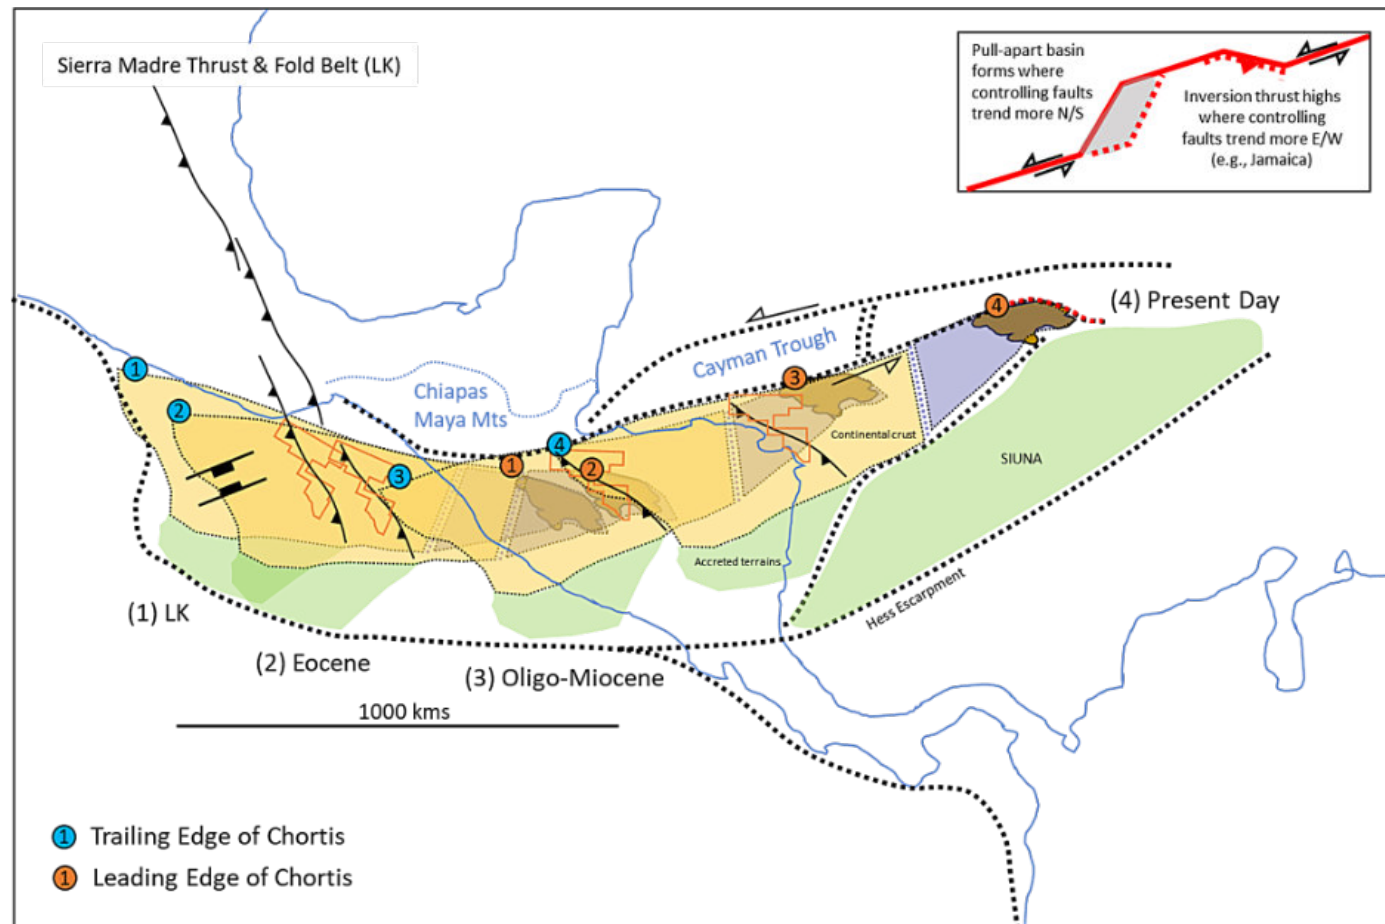 Sierra Madre Thrust & Fold Belt (LK)
Pull-apart basin
forms where
controlling faults
trend more N/S
Inversion thrust highs
where controlling
faults trend more E/W
(e.g., Jamaica)
4
(4) Present Day
Cayman Trough
1
Chiapas
Maya Mts
3
2
4
Continental crust
3
1
2
SIUNA
Accreted terrains
Hess Escarpment
(1) LK
(2) Eocene
(3) Oligo-Miocene
1000 kms
1 Trailing Edge of Chortis
1 Leading Edge of Chortis